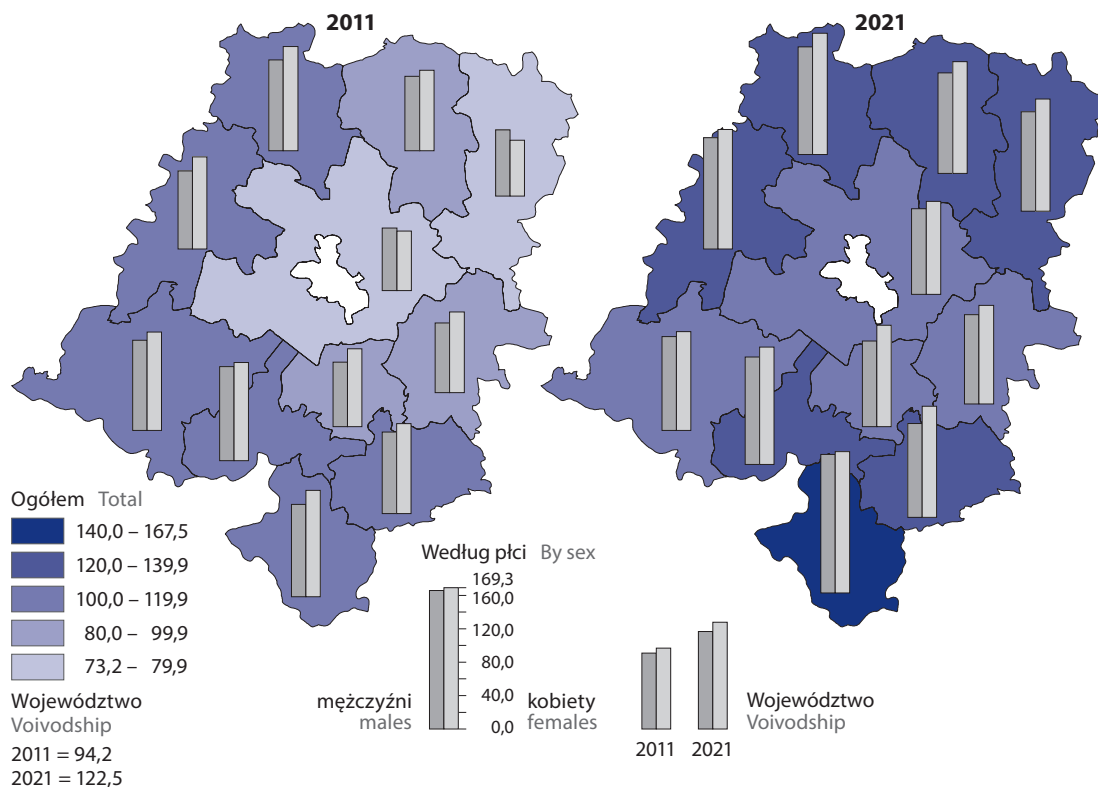 2011
2021
Ogółem Total
140,0 – 167,5
120,0 – 139,9
100,0 – 119,9
80,0 – 99,9
73,2 – 79,9
Województwo
Voivodship
2011 = 94,2
2021 = 122,5
Według płci By sex
169,3
160,0
120,0
80,0
40,0
0,0
mężczyźni
males
kobiety
females
2011
2021
Województwo
Voivodship